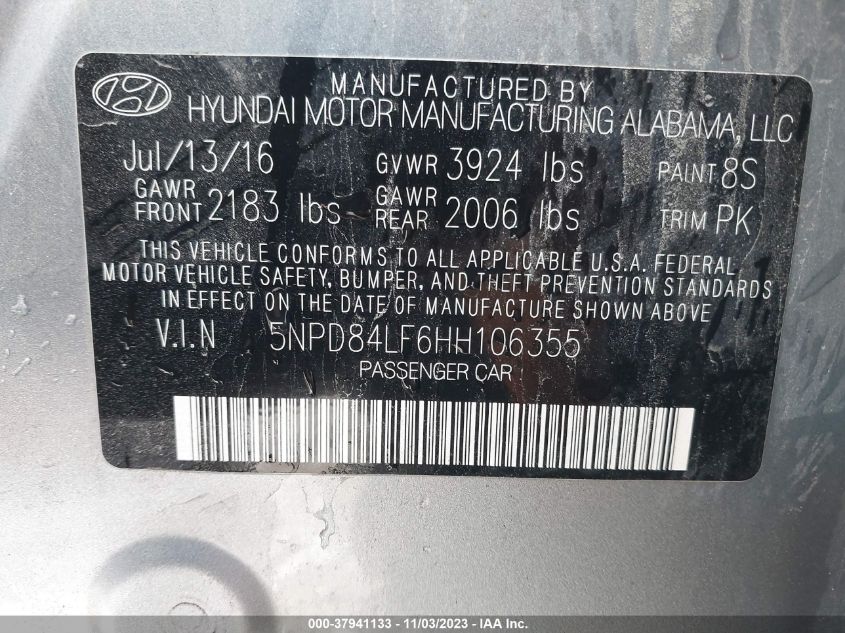 MANUFACTURED BY
HYUNDAI MOTOR MANUFACTURING ALABAMA, LLC
Jul/13/16 GVWR 3924 lbs PAINT 8S
GAWR FRONT 2183 lbs GAWR REAR 2006 lbs TRIM PK
THIS VEHICLE CONFORMS TO ALL APPLICABLE U.S.A. FEDERAL
MOTOR VEHICLE SAFETY, BUMPER, AND THEFT PREVENTION STANDARDS
IN EFFECT ON THE DATE OF MANUFACTURE SHOWN ABOVE.
V.I.N 5NPD84LF6HH106355
PASSENGER CAR
000-37941133 - 11/03/2023 - IAA Inc.